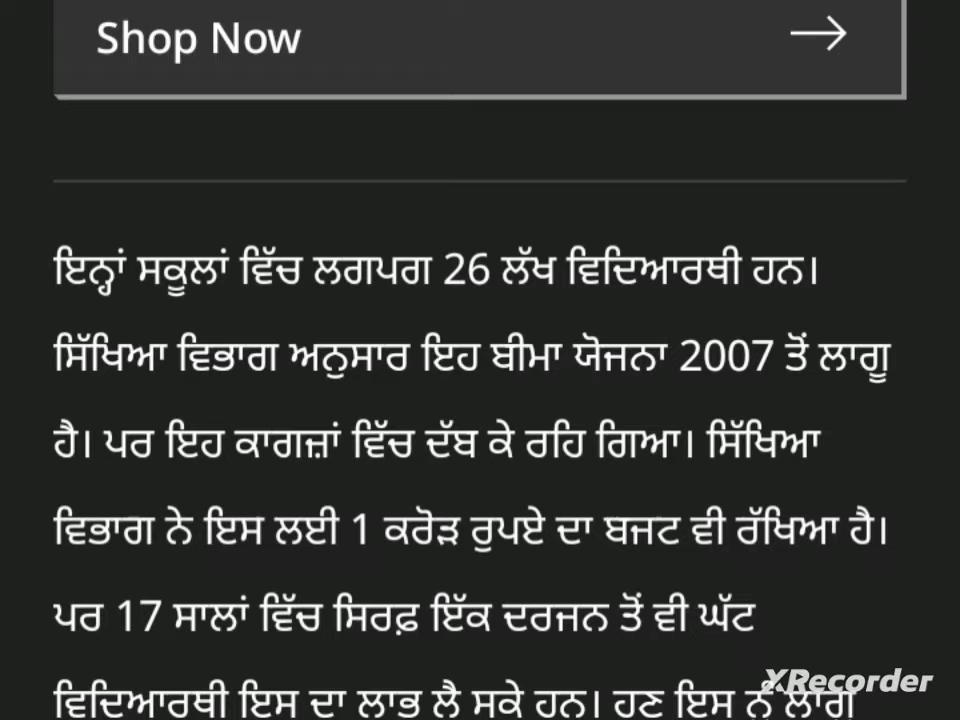 Shop Now
ਇਨ੍ਹਾਂ ਸਕੂਲਾਂ ਵਿੱਚ ਲਗਪਗ 26 ਲੱਖ ਵਿਦਿਆਰਥੀ ਹਨ।
ਸਿੱਖਿਆ ਵਿਭਾਗ ਅਨੁਸਾਰ ਇਹ ਬੀਮਾ ਯੋਜਨਾ 2007 ਤੋਂ ਲਾਗੂ
ਹੈ। ਪਰ ਇਹ ਕਾਗਜ਼ਾਂ ਵਿੱਚ ਦੱਬ ਕੇ ਰਹਿ ਗਿਆ। ਸਿੱਖਿਆ
ਵਿਭਾਗ ਨੇ ਇਸ ਲਈ 1 ਕਰੋੜ ਰੁਪਏ ਦਾ ਬਜਟ ਵੀ ਰੱਖਿਆ ਹੈ।
ਪਰ 17 ਸਾਲਾਂ ਵਿੱਚ ਸਿਰਫ਼ ਇੱਕ ਦਰਜਨ ਤੋਂ ਵੀ ਘੱਟ
ਵਿਦਿਆਰਥੀ ਇਸ ਦਾ ਲਾਭ ਲੈ ਸਕੇ ਹਨ। ਹੁਣ ਇਸ
XRecorder